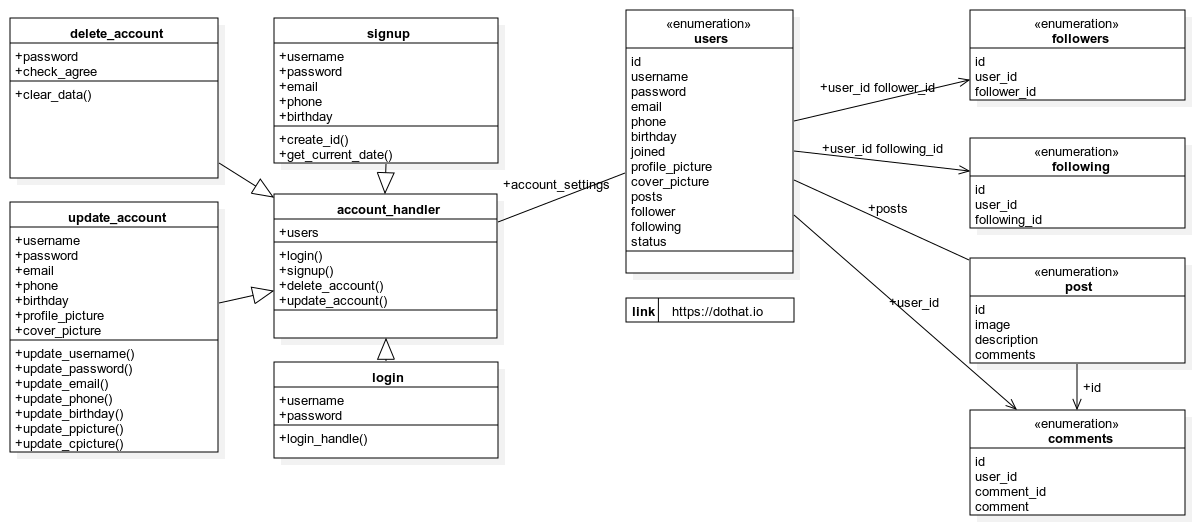 delete_account
+password
+check_agree
+clear_data()
signup
+username
+password
+email
+phone
+birthday
+create_id()
+get_current_date()
update_account
+username
+password
+email
+phone
+birthday
+profile_picture
+cover_picture
+update_username()
+update_password()
+update_email()
+update_phone()
+update_birthday()
+update_ppicture()
+update_cpicture()
account_handler
+users
+login()
+signup()
+delete_account()
+update_account()
login
+username
+password
+login_handle()
+account_settings
«enumeration»
users
id
username
password
email
phone
birthday
joined
profile_picture
cover_picture
posts
follower
following
status
link https://dothat.io
+user_id follower_id
+user_id following_id
+posts
+user_id
«enumeration»
followers
id
user_id
follower_id
«enumeration»
following
id
user_id
following_id
«enumeration»
post
id
image
description
comments
+id
«enumeration»
comments
id
user_id
comment_id
comment